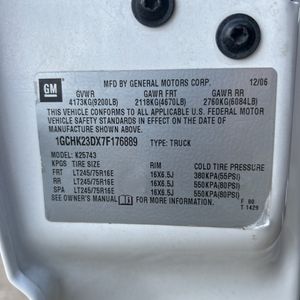 GM
MFD BY GENERAL MOTORS CORP. 12/06
GVWR GAWR FRT GAWR RR
4173KG(9200LB) 2118KG(4670LB) 2760KG(6084LB)
THIS VEHICLE CONFORMS TO ALL APPLICABLE U.S. FEDERAL MOTOR
VEHICLE SAFETY STANDARDS IN EFFECT ON THE DATE OF
MANUFACTURE SHOWN ABOVE.
1GCHK23DX7F176889 TYPE: TRUCK
MODEL: K25743
KPGS TIRE SIZE RIM COLD TIRE PRESSURE
FRT LT245/75R16E 16X6.5J 380KPA(55PSI)
RR LT245/75R16E 16X6.5J 550KPA(80PSI)
SPA LT245/75R16E 16X6.5J 550KPA(80PSI)
SEE OWNER'S MANUAL FOR ADDITIONAL INFORMATION.
T 1429